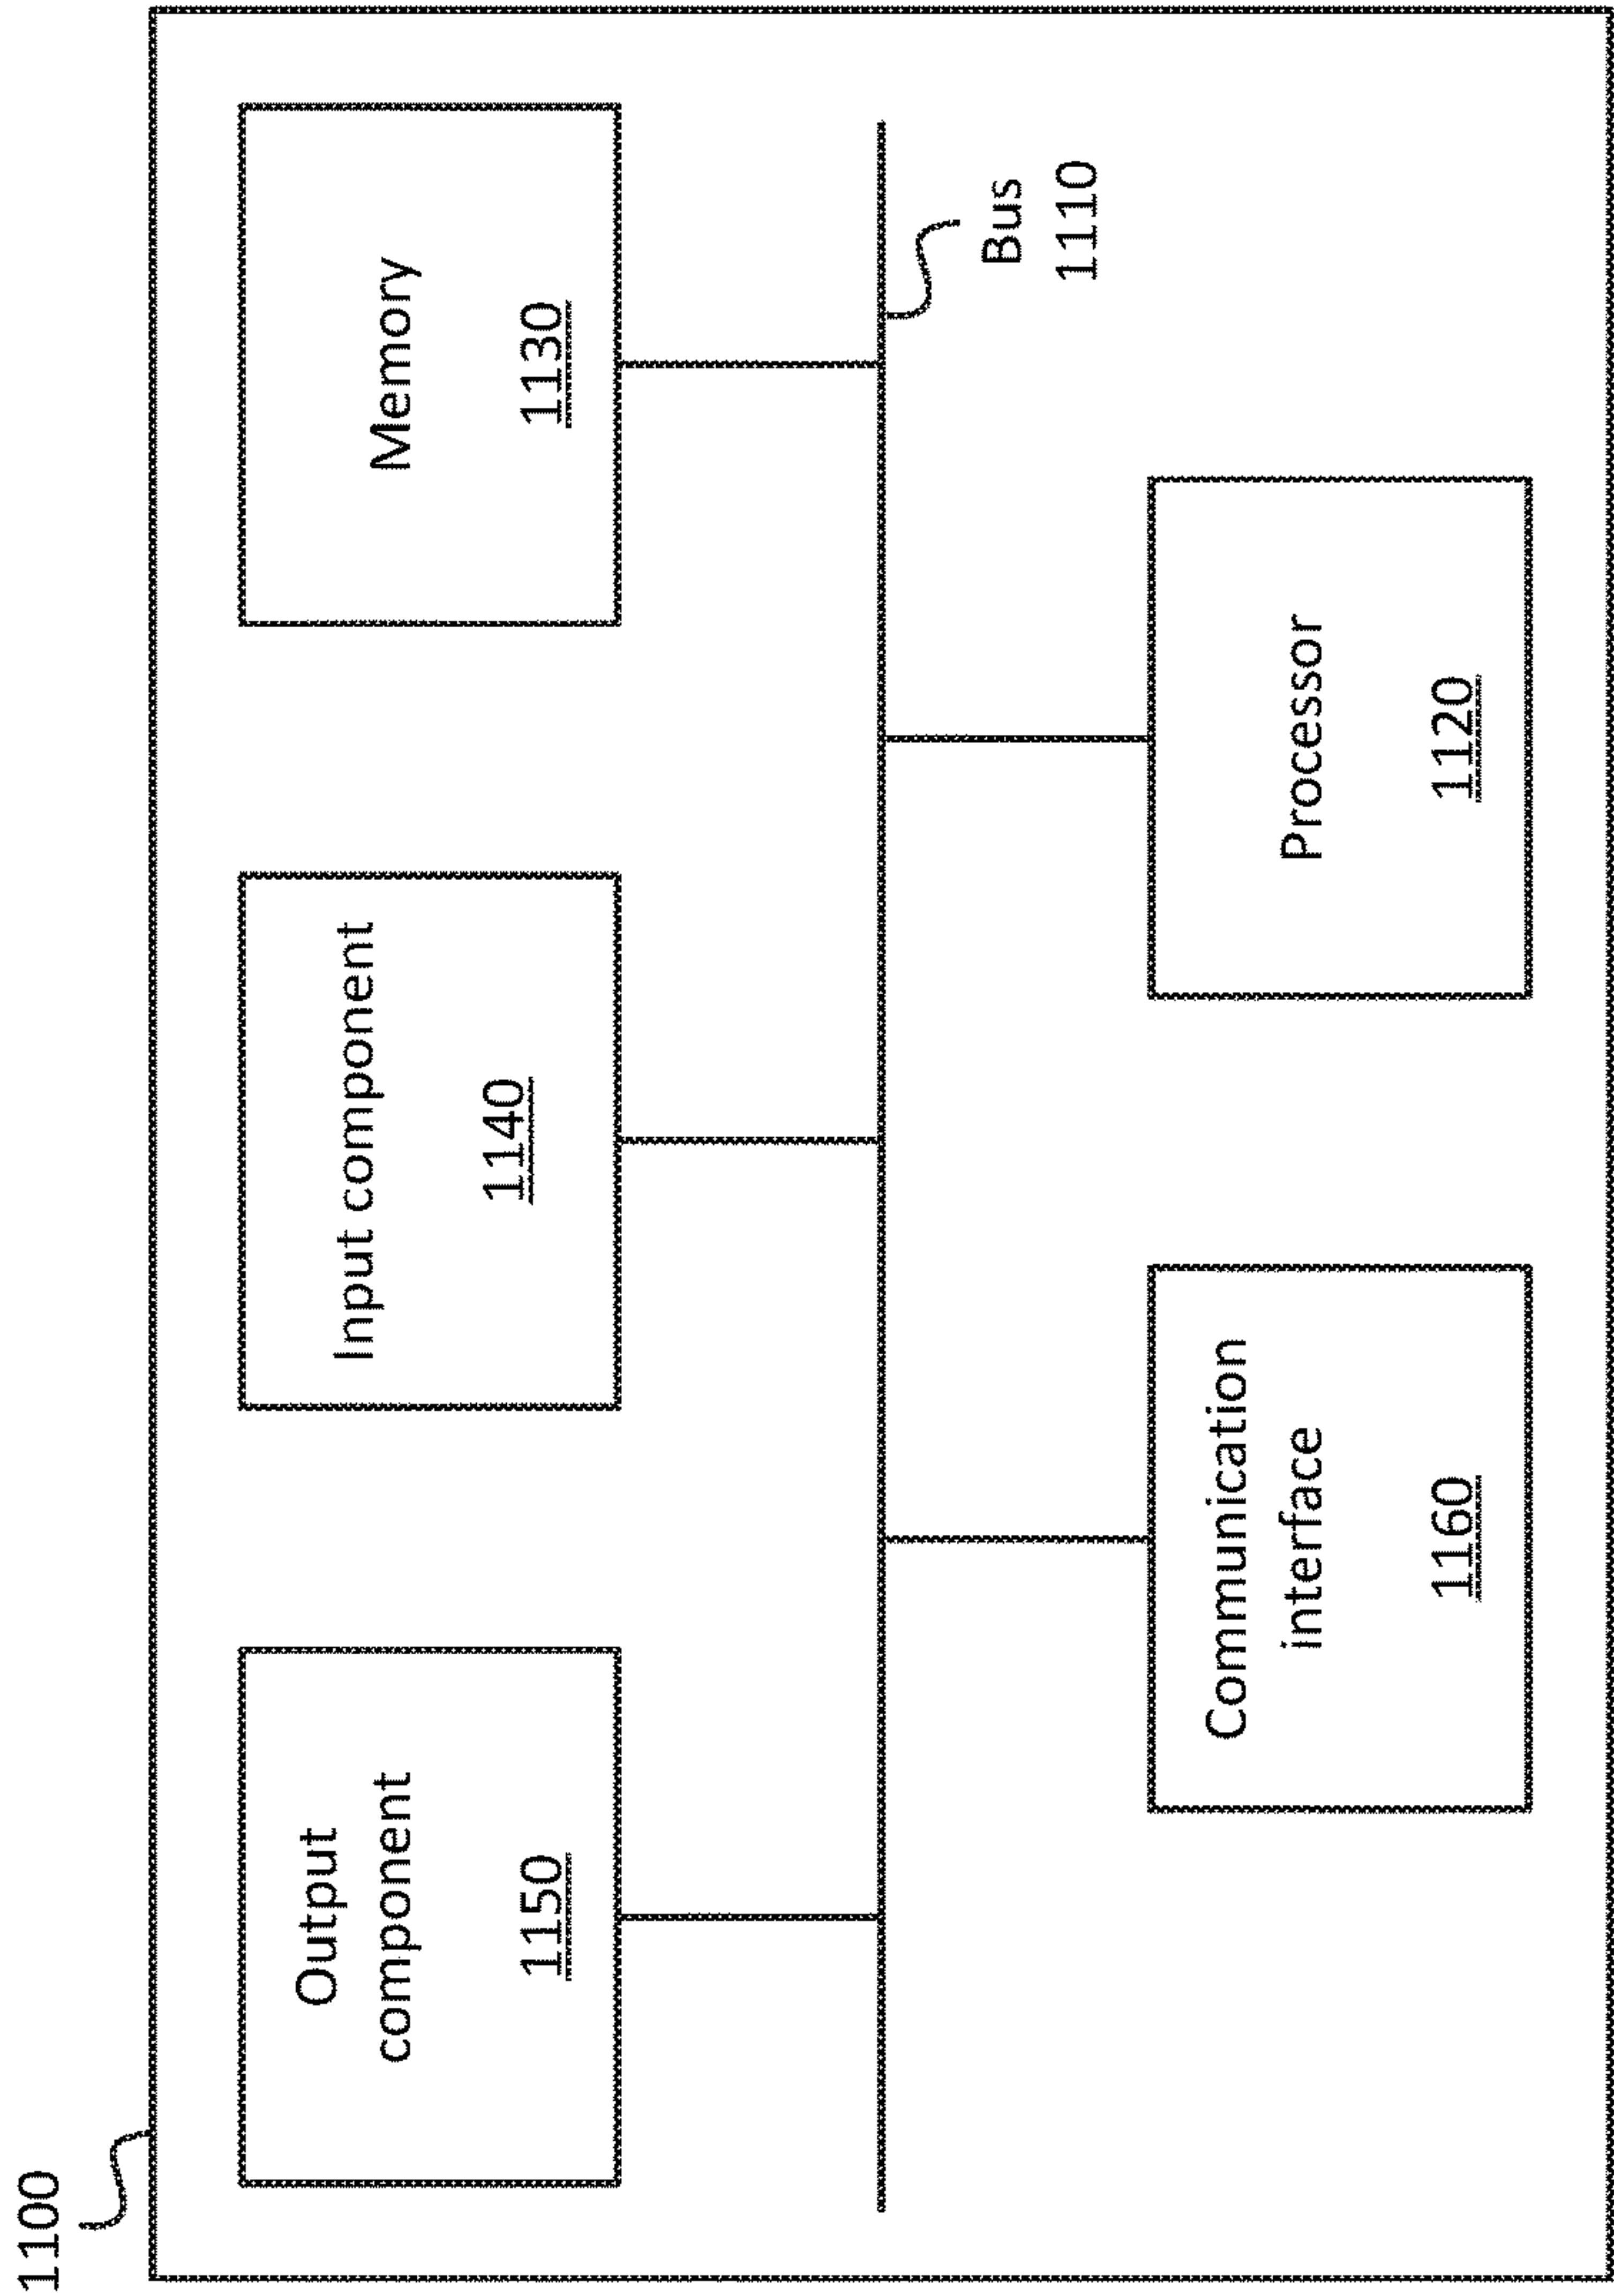 1100
Output
component
1150
Input component
1140
Memory
1130
Bus
1110
Communication
interface
1160
Processor
1120